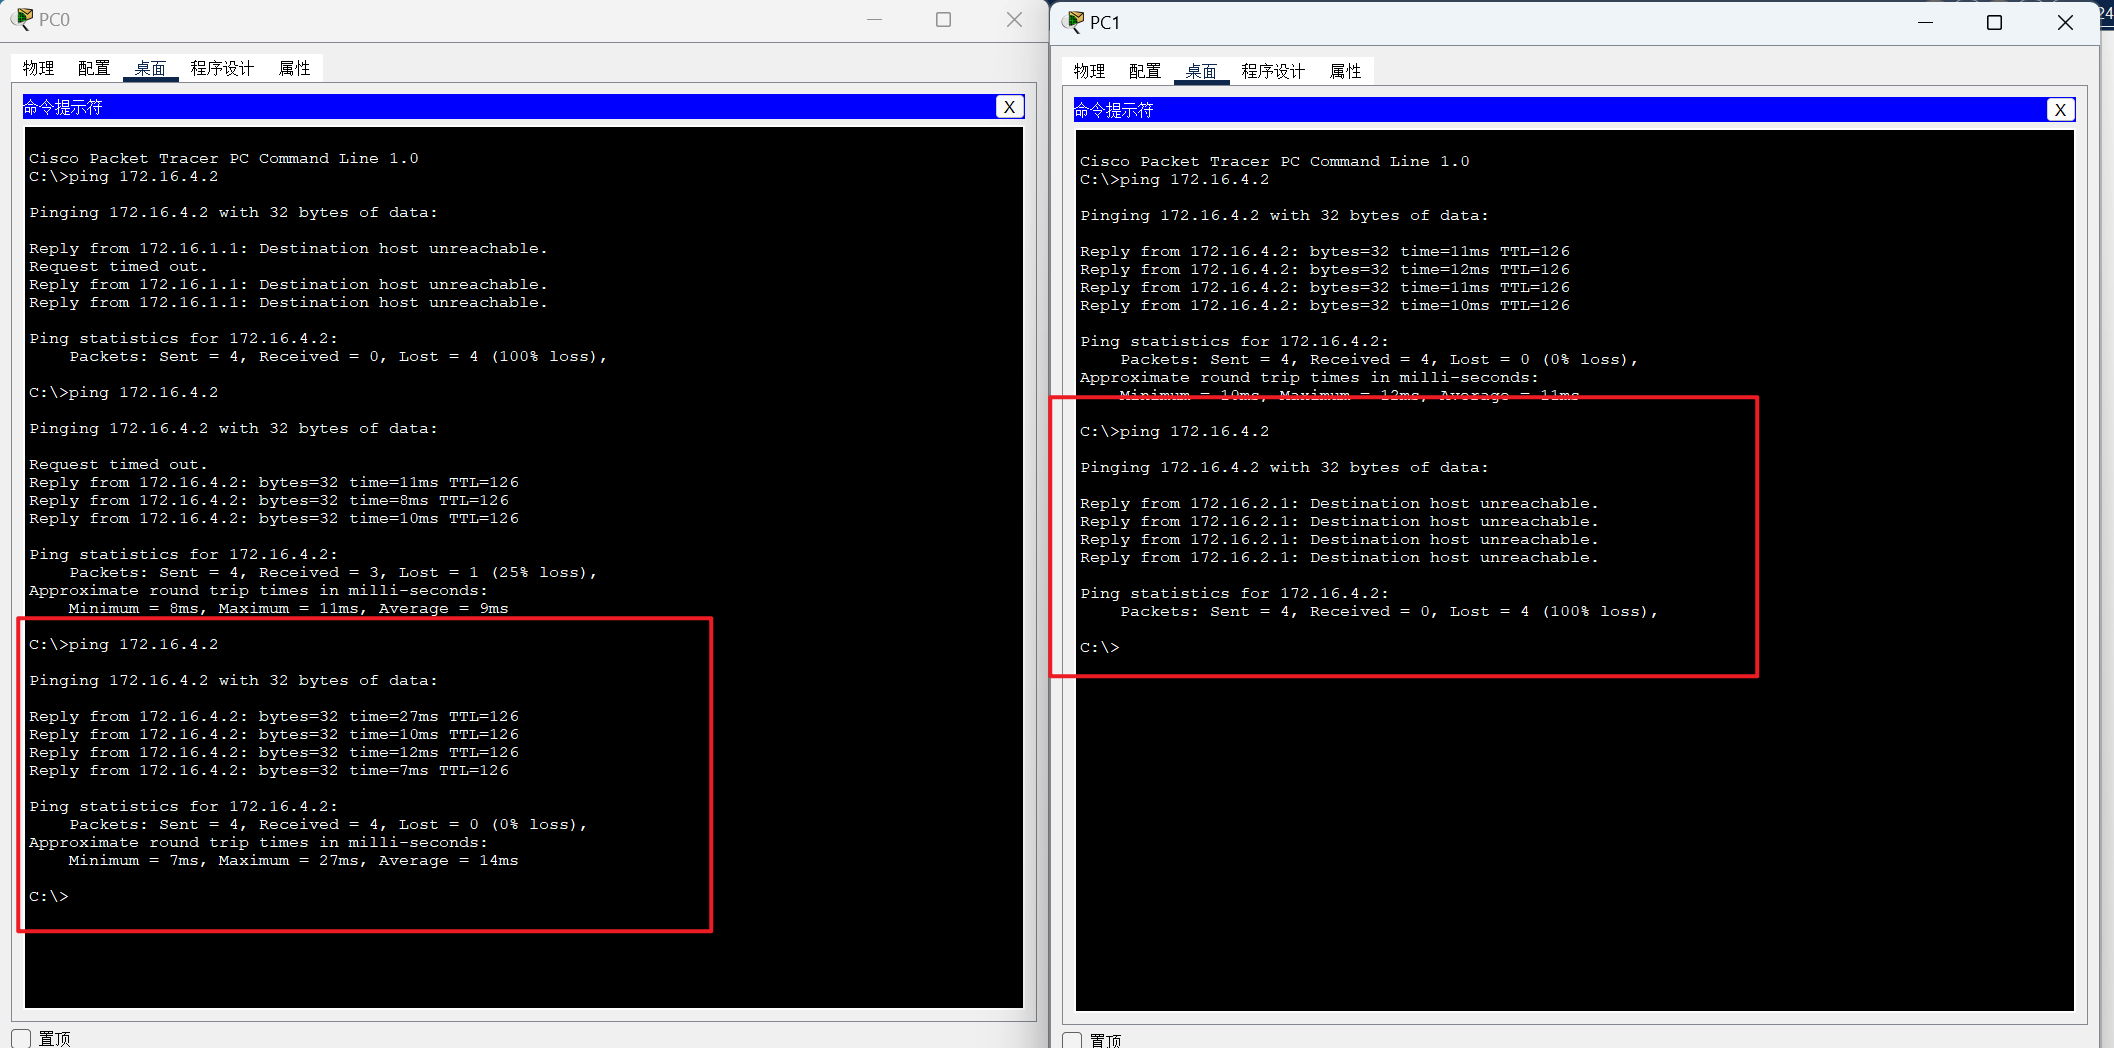 PC0
物理 配置 桌面 程序设计 属性
命令提示符 X
Cisco Packet Tracer PC Command Line 1.0
C:\>ping 172.16.4.2
Pinging 172.16.4.2 with 32 bytes of data:
Reply from 172.16.1.1: Destination host unreachable.
Request timed out.
Reply from 172.16.1.1: Destination host unreachable.
Reply from 172.16.1.1: Destination host unreachable.
Ping statistics for 172.16.4.2:
Packets: Sent = 4, Received = 0, Lost = 4 (100% loss),
C:\>ping 172.16.4.2
Pinging 172.16.4.2 with 32 bytes of data:
Request timed out.
Reply from 172.16.4.2: bytes=32 time=11ms TTL=126
Reply from 172.16.4.2: bytes=32 time=8ms TTL=126
Reply from 172.16.4.2: bytes=32 time=10ms TTL=126
Ping statistics for 172.16.4.2:
Packets: Sent = 4, Received = 3, Lost = 1 (25% loss),
Approximate round trip times in milli-seconds:
Minimum = 8ms, Maximum = 11ms, Average = 9ms
C:\>ping 172.16.4.2
Pinging 172.16.4.2 with 32 bytes of data:
Reply from 172.16.4.2: bytes=32 time=27ms TTL=126
Reply from 172.16.4.2: bytes=32 time=10ms TTL=126
Reply from 172.16.4.2: bytes=32 time=12ms TTL=126
Reply from 172.16.4.2: bytes=32 time=7ms TTL=126
Ping statistics for 172.16.4.2:
Packets: Sent = 4, Received = 4, Lost = 0 (0% loss),
Approximate round trip times in milli-seconds:
Minimum = 7ms, Maximum = 27ms, Average = 14ms
C:\>
置顶
PC1
24
物理 配置 桌面 程序设计 属性
命令提示符 X
Cisco Packet Tracer PC Command Line 1.0
C:\>ping 172.16.4.2
Pinging 172.16.4.2 with 32 bytes of data:
Reply from 172.16.4.2: bytes=32 time=11ms TTL=126
Reply from 172.16.4.2: bytes=32 time=12ms TTL=126
Reply from 172.16.4.2: bytes=32 time=11ms TTL=126
Reply from 172.16.4.2: bytes=32 time=10ms TTL=126
Ping statistics for 172.16.4.2:
Packets: Sent = 4, Received = 4, Lost = 0 (0% loss),
Approximate round trip times in milli-seconds:
Minimum = 10ms, Maximum = 12ms, Average = 11ms
C:\>ping 172.16.4.2
Pinging 172.16.4.2 with 32 bytes of data:
Reply from 172.16.2.1: Destination host unreachable.
Reply from 172.16.2.1: Destination host unreachable.
Reply from 172.16.2.1: Destination host unreachable.
Reply from 172.16.2.1: Destination host unreachable.
Ping statistics for 172.16.4.2:
Packets: Sent = 4, Received = 0, Lost = 4 (100% loss),
C:\>
置顶